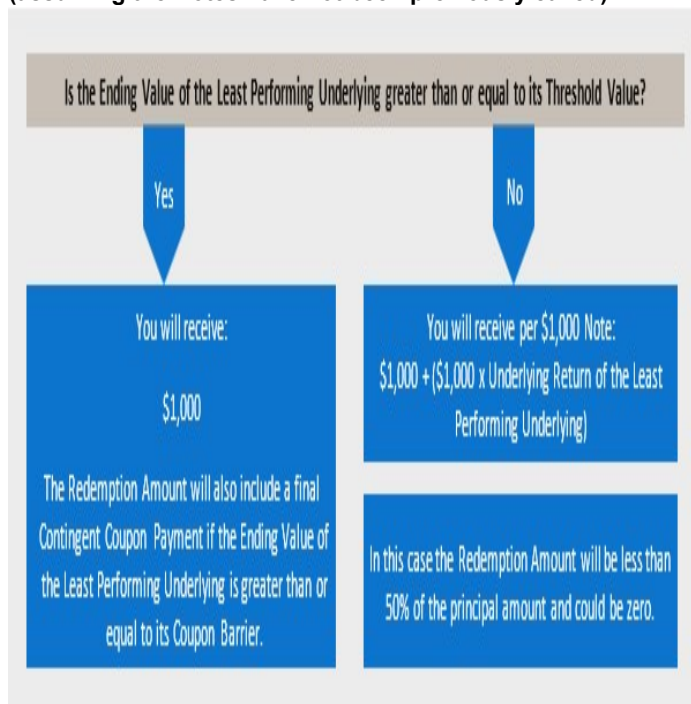 Is the Ending Value of the Least Performing Underlying greater than or equal to its Threshold Value?
Yes
No
You will receive:
$1,000
The Redemption Amount will also include a final
Contingent Coupon Payment if the Ending Value of
the Least Performing Underlying is greater than or
equal to its Coupon Barrier.
You will receive per $1,000 Note:
$1,000 + ($1,000 x Underlying Return of the Least
Performing Underlying)
In this case the Redemption Amount will be less than
50% of the principal amount and could be zero.